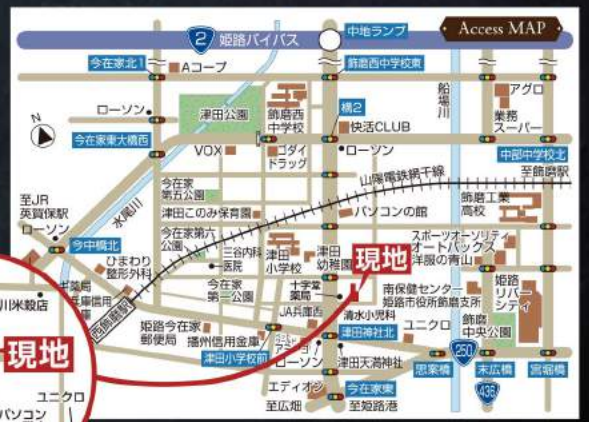 Access MAP
2
姫路バイパス
中地ランプ
今在家北1
Aコープ
飾磨西中学校東
ローソン
津田公園
飾磨西
中学校
構2
快活CLUB
船場川
アグロ
業務
スーパー
今在家東大橋西
VOX
ゴダイ
ドラッグ
ローソン
中部中学校北
山陽電鉄網干線
至飾磨駅
今在家
第五公園
津田このみ保育園
パソコンの館
飾磨工業
高校
至JR
英賀保駅
ローソン
水尾川
今在家第六
公園
三谷内科
医院
津田
小学校
津田
幼稚園
現地
スポーツオーソリティ
オートバックス
洋服の青山
今中橋北
ひまわり
整形外科
今在家
第一公園
十字堂
薬局
JA兵庫西
清水小児科
南保健センター
姫路市役所飾磨支所
姫路
リバー
シティ
西飾磨駅
姫路今在家
郵便局
播州信用金庫
津田小学校前
ローソン
津田神社北
津田天満神社
ユニクロ
飾磨
中央公園
思案橋
250
末広橋
宮堀橋
436
エディオン
至広畑
今在家東
至姫路港
川米穀店
現地
ユニクロ
パソコン